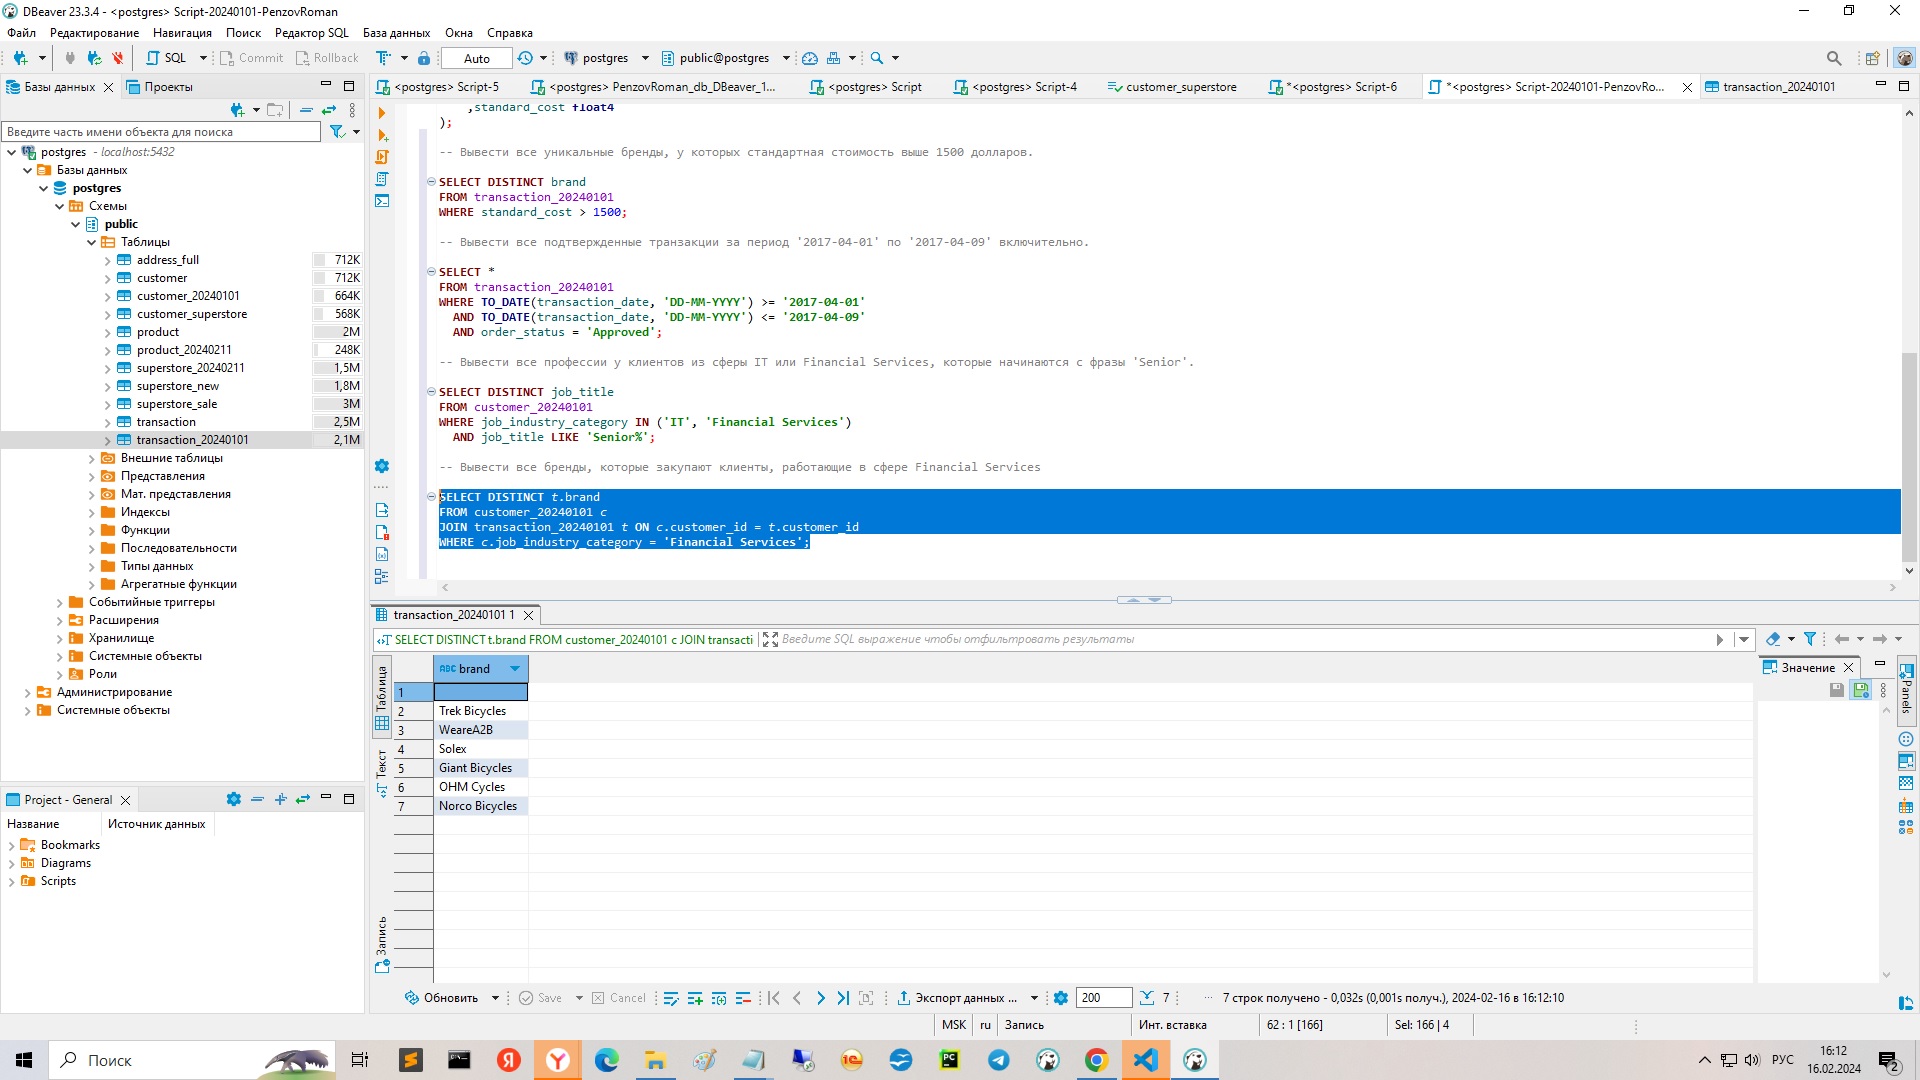 DBeaver 23.3.4 - <postgres> Script-20240101-PenzovRoman
Файл Редактирование Навигация Поиск Редактор SQL База данных Окна Справка
SQL Commit Rollback Auto postgres public@postgres
Базы данных Проекты
<postgres> Script-5 <postgres> PenzovRoman_db_DBeaver_1... <postgres> Script <postgres> Script-4 customer_superstore *<postgres> Script-6 *<postgres> Script-20240101-PenzovRo... transaction_20240101
Введите часть имени объекта для поиска
postgres - localhost:5432
Базы данных
postgres
Схемы
public
Таблицы
address_full 712K
customer 712K
customer_20240101 664K
customer_superstore 568K
product 2M
product_20240211 248K
superstore_20240211 1,5M
superstore_new 1,8M
superstore_sale 3M
transaction 2,5M
transaction_20240101 2,1M
Внешние таблицы
Представления
Мат. представления
Индексы
Функции
Последовательности
Типы данных
Агрегатные функции
Событийные триггеры
Расширения
Хранилище
Системные объекты
Роли
Администрирование
Системные объекты
Project - General
Название Источник данных
Bookmarks
Diagrams
Scripts
,standard_cost float4
);
-- Вывести все уникальные бренды, у которых стандартная стоимость выше 1500 долларов.
SELECT DISTINCT brand
FROM transaction_20240101
WHERE standard_cost > 1500;
-- Вывести все подтвержденные транзакции за период '2017-04-01' по '2017-04-09' включительно.
SELECT *
FROM transaction_20240101
WHERE TO_DATE(transaction_date, 'DD-MM-YYYY') >= '2017-04-01'
AND TO_DATE(transaction_date, 'DD-MM-YYYY') <= '2017-04-09'
AND order_status = 'Approved';
-- Вывести все профессии у клиентов из сферы IT или Financial Services, которые начинаются с фразы 'Senior'.
SELECT DISTINCT job_title
FROM customer_20240101
WHERE job_industry_category IN ('IT', 'Financial Services')
AND job_title LIKE 'Senior%';
-- Вывести все бренды, которые закупают клиенты, работающие в сфере Financial Services
SELECT DISTINCT t.brand
FROM customer_20240101 c
JOIN transaction_20240101 t ON c.customer_id = t.customer_id
WHERE c.job_industry_category = 'Financial Services';
transaction_20240101 1
SELECT DISTINCT t.brand FROM customer_20240101 c JOIN transacti Введите SQL выражение чтобы отфильтровать результаты
Таблица
Текст
Запись
ABC brand
1
2 Trek Bicycles
3 WeareA2B
4 Solex
5 Giant Bicycles
6 OHM Cycles
7 Norco Bicycles
Значение
Panels
Обновить Save Cancel Экспорт данных ... 200 7 7 строк получено - 0,032s (0,001s получ.), 2024-02-16 в 16:12:10
MSK ru Запись Инт. вставка 62 : 1 [166] Sel: 166 | 4
Поиск
РУС
16:12
16.02.2024
2